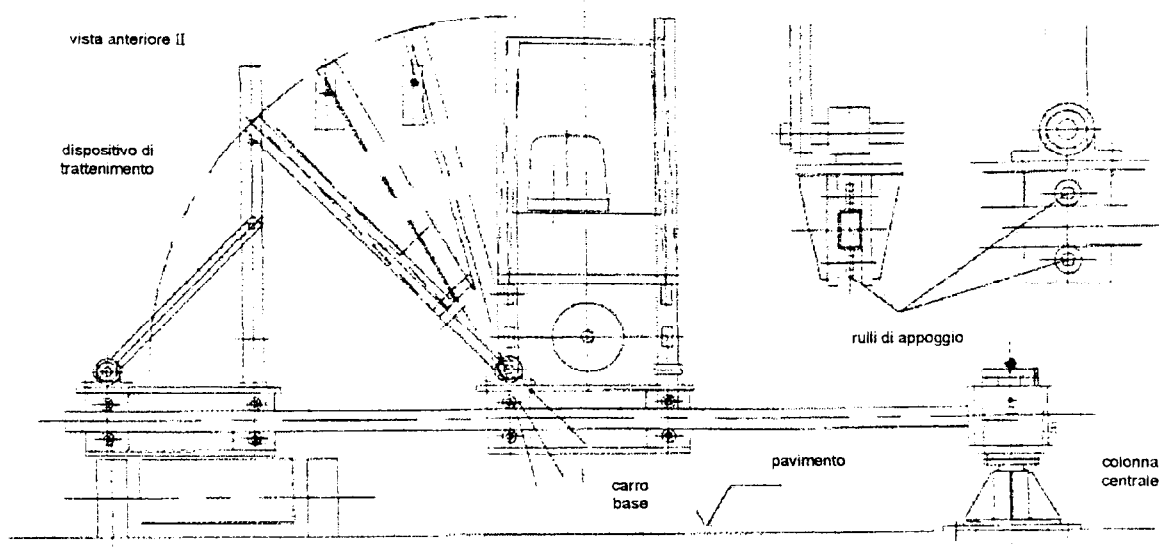 vista anteriore II
dispositivo di
trattenimento
rulli di appoggio
pavimento
carro
base
colonna
centrale